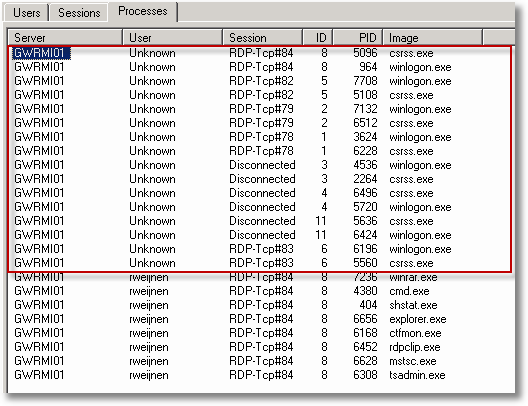 Users Sessions Processes
Server User Session ID PID Image
GWRMI01 Unknown RDP-Tcp#84 8 5096 csrss.exe
GWRMI01 Unknown RDP-Tcp#84 8 964 winlogon.exe
GWRMI01 Unknown RDP-Tcp#82 5 7708 winlogon.exe
GWRMI01 Unknown RDP-Tcp#82 5 5108 csrss.exe
GWRMI01 Unknown RDP-Tcp#79 2 7132 winlogon.exe
GWRMI01 Unknown RDP-Tcp#79 2 6512 csrss.exe
GWRMI01 Unknown RDP-Tcp#78 1 3624 winlogon.exe
GWRMI01 Unknown RDP-Tcp#78 1 6228 csrss.exe
GWRMI01 Unknown Disconnected 3 4536 winlogon.exe
GWRMI01 Unknown Disconnected 3 2264 csrss.exe
GWRMI01 Unknown Disconnected 4 6496 csrss.exe
GWRMI01 Unknown Disconnected 4 5720 winlogon.exe
GWRMI01 Unknown Disconnected 11 5636 csrss.exe
GWRMI01 Unknown Disconnected 11 6424 winlogon.exe
GWRMI01 Unknown RDP-Tcp#83 6 6196 winlogon.exe
GWRMI01 Unknown RDP-Tcp#83 6 5560 csrss.exe
GWRMI01 rweijnen RDP-Tcp#84 8 7236 winrar.exe
GWRMI01 rweijnen RDP-Tcp#84 8 4380 cmd.exe
GWRMI01 rweijnen RDP-Tcp#84 8 404 shstat.exe
GWRMI01 rweijnen RDP-Tcp#84 8 6656 explorer.exe
GWRMI01 rweijnen RDP-Tcp#84 8 6168 ctfmon.exe
GWRMI01 rweijnen RDP-Tcp#84 8 6452 rdpclip.exe
GWRMI01 rweijnen RDP-Tcp#84 8 6628 mstsc.exe
GWRMI01 rweijnen RDP-Tcp#84 8 6308 tsadmin.exe